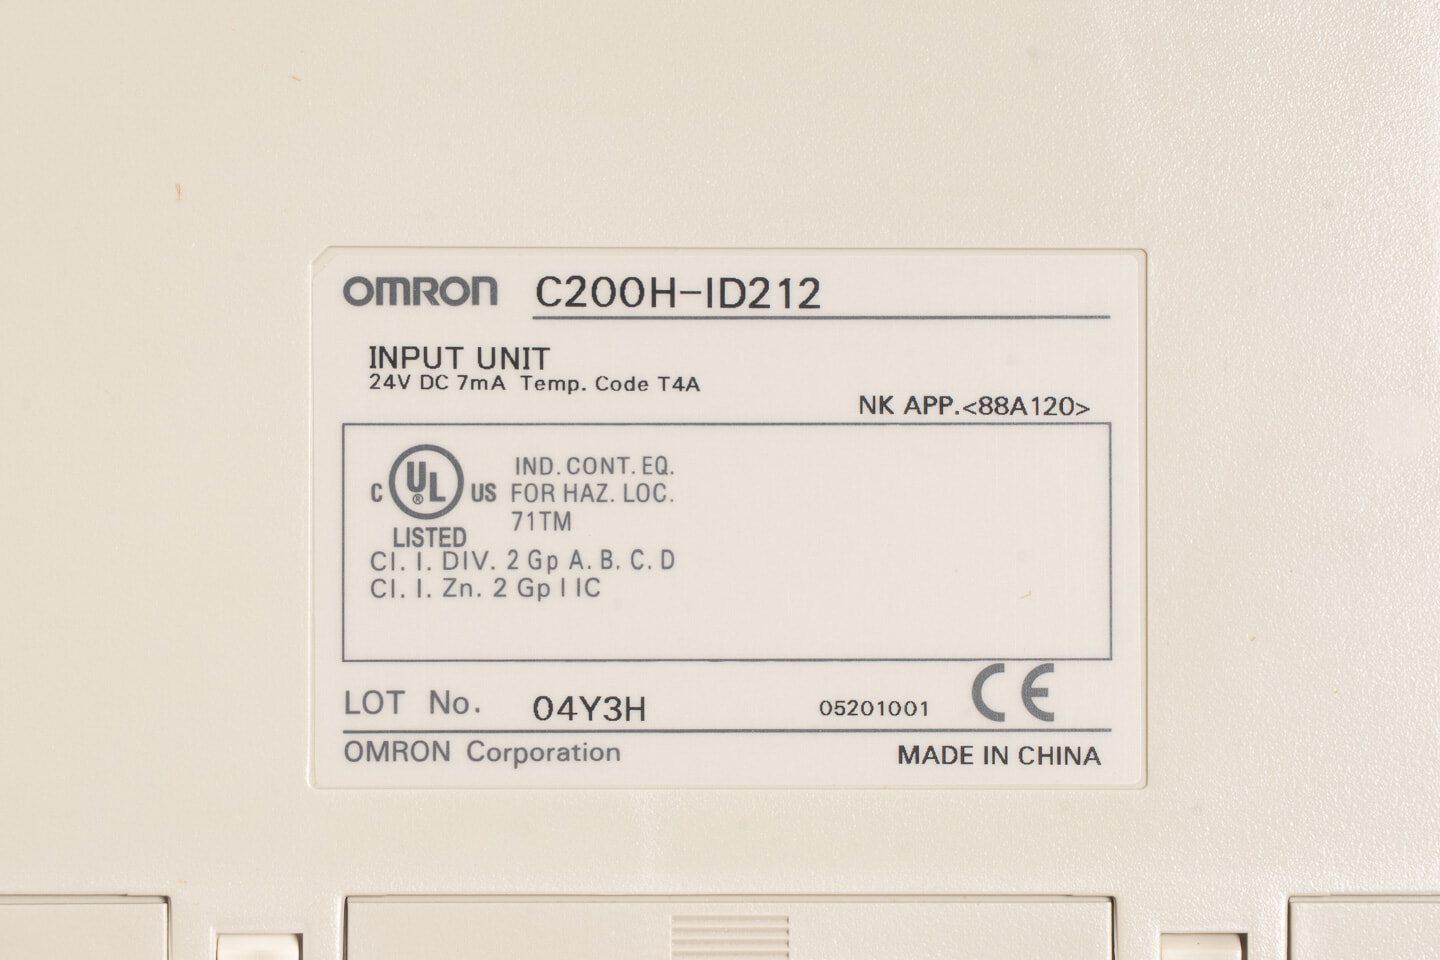 OMRON C200H-ID212
INPUT UNIT
24V DC 7mA Temp. Code T4A
NK APP.<88A120>
C UL® US
LISTED
IND. CONT. EQ.
FOR HAZ. LOC.
71TM
Cl. I. DIV. 2 Gp A. B. C. D
Cl. I. Zn. 2 Gp IIC
LOT No. 04Y3H 05201001 CE
OMRON Corporation MADE IN CHINA